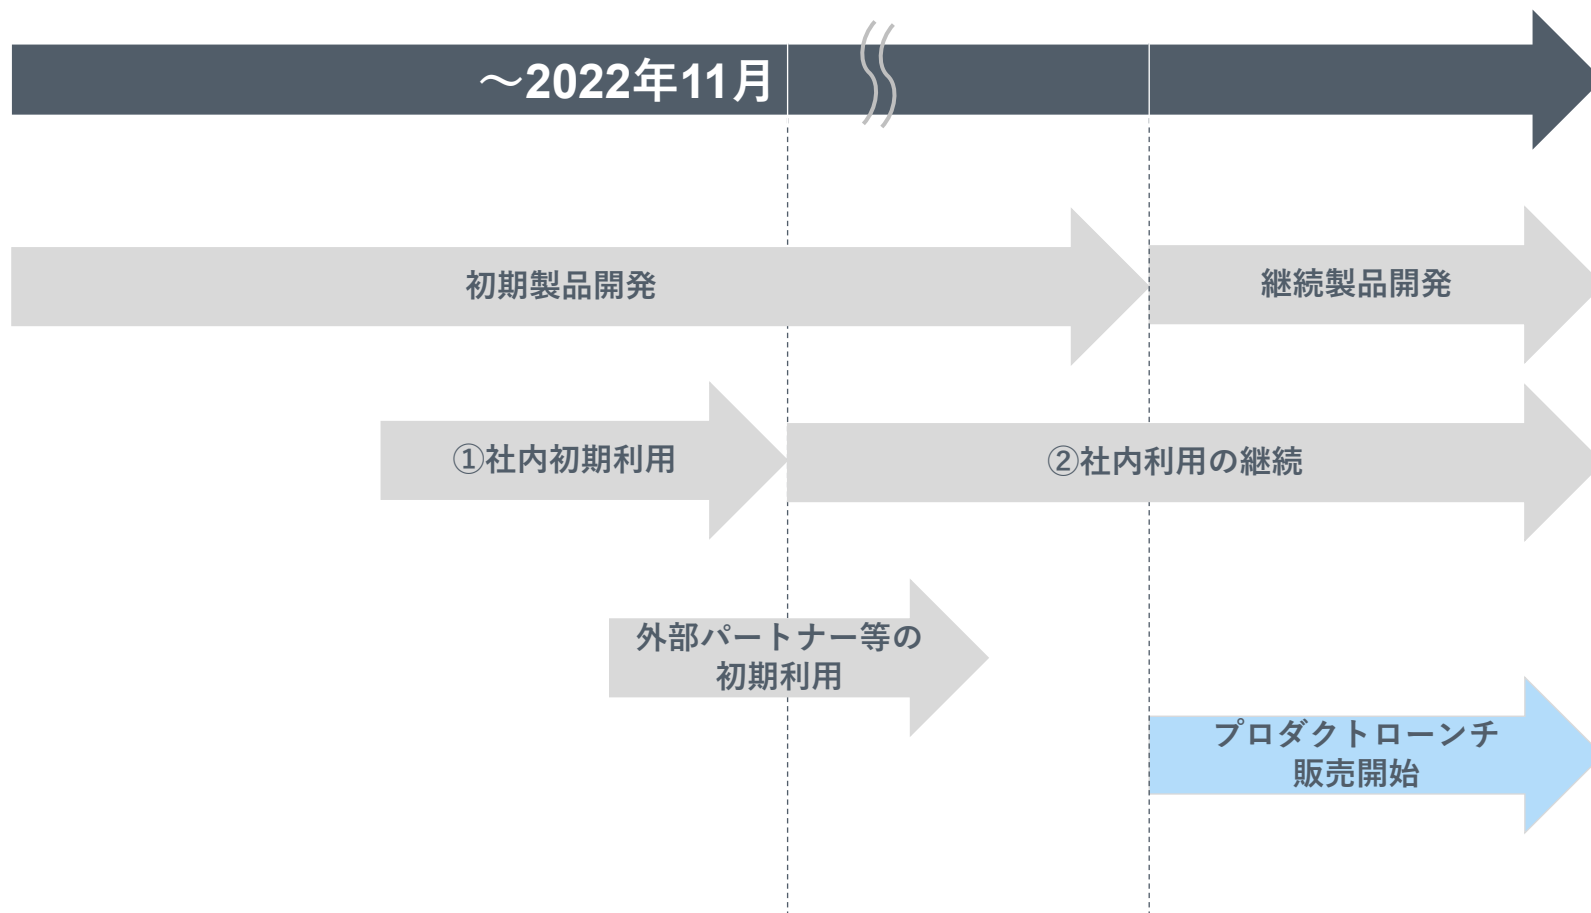 ～2022年11月
初期製品開発
継続製品開発
①社内初期利用
②社内利用の継続
外部パートナー等の
初期利用
プロダクトローンチ
販売開始